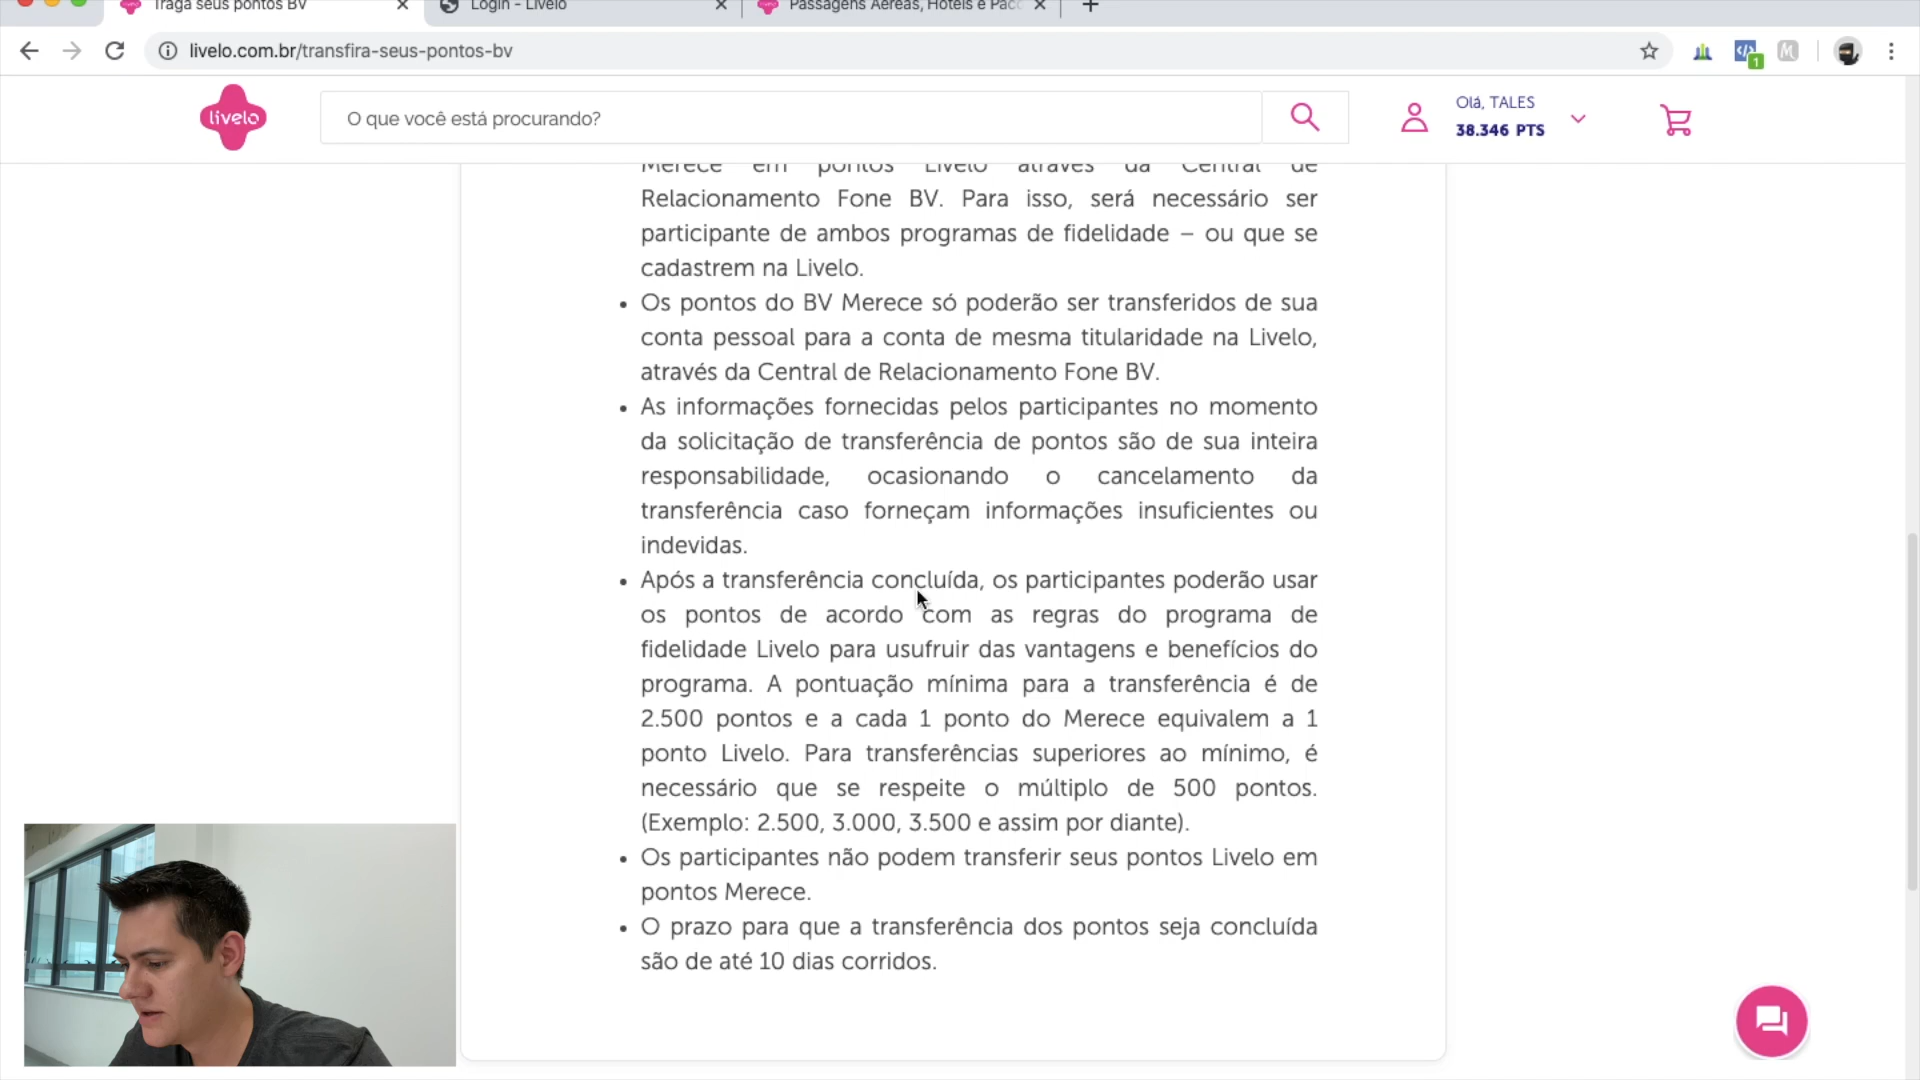 Traga seus pontos BV
Login - Livelo
Passagens Aéreas, Hotéis e Pacc
livelo.com.br/transfira-seus-pontos-bv
1
livelo
O que você está procurando?
Olá, TALES
38.346 PTS
Merece em pontos Livelo através da Central de
Relacionamento Fone BV. Para isso, será necessário ser
participante de ambos programas de fidelidade – ou que se
cadastrem na Livelo.
• Os pontos do BV Merece só poderão ser transferidos de sua
conta pessoal para a conta de mesma titularidade na Livelo,
através da Central de Relacionamento Fone BV.
• As informações fornecidas pelos participantes no momento
da solicitação de transferência de pontos são de sua inteira
responsabilidade, ocasionando o cancelamento da
transferência caso forneçam informações insuficientes ou
indevidas.
• Após a transferência concluída, os participantes poderão usar
os pontos de acordo com as regras do programa de
fidelidade Livelo para usufruir das vantagens e benefícios do
programa. A pontuação mínima para a transferência é de
2.500 pontos e a cada 1 ponto do Merece equivalem a 1
ponto Livelo. Para transferências superiores ao mínimo, é
necessário que se respeite o múltiplo de 500 pontos.
(Exemplo: 2.500, 3.000, 3.500 e assim por diante).
• Os participantes não podem transferir seus pontos Livelo em
pontos Merece.
• O prazo para que a transferência dos pontos seja concluída
são de até 10 dias corridos.